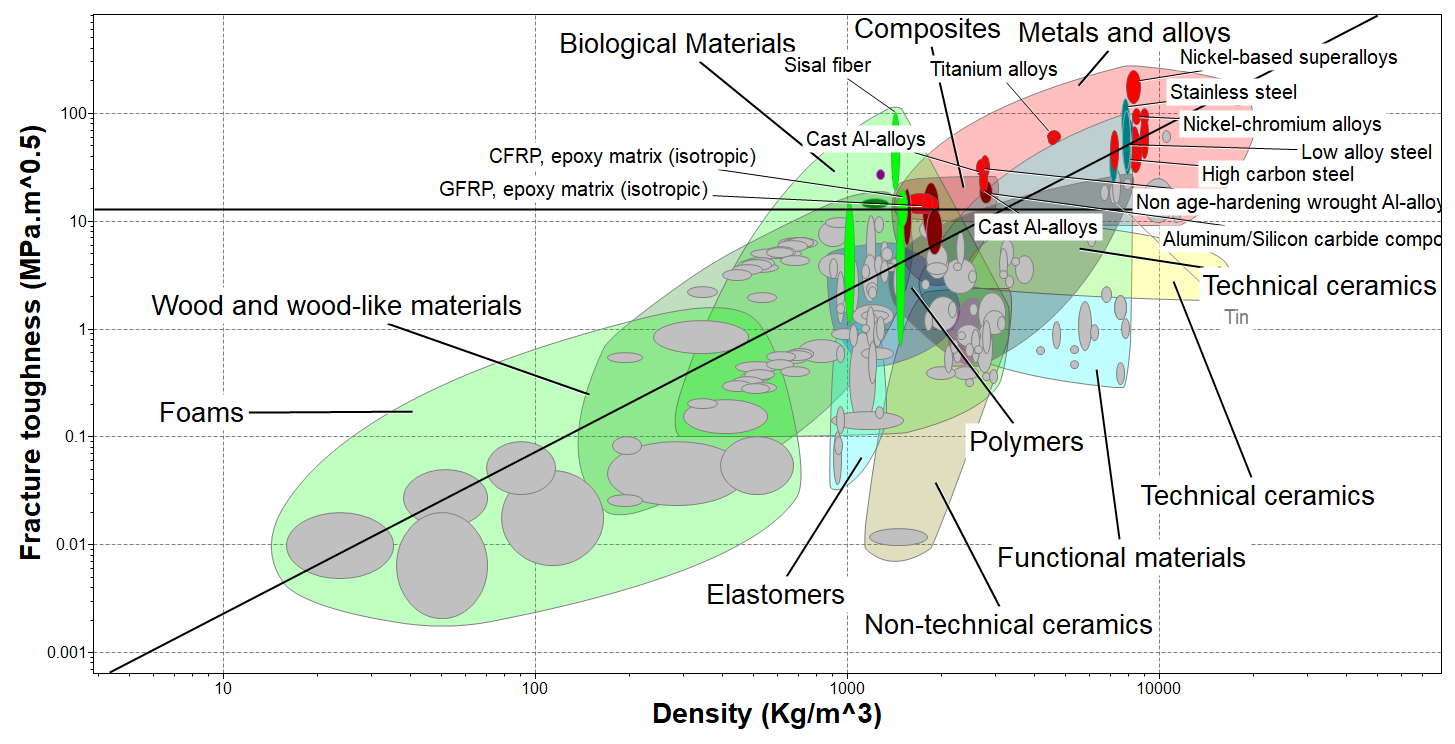 Composites
Metals and alloys
Biological Materials
Nickel-based superalloys
Sisal fiber
Titanium alloys
Stainless steel
100
Nickel-chromium alloys
Cast Al-alloys
Low alloy steel
CFRP, epoxy matrix (isotropic)
High carbon steel
GFRP, epoxy matrix (isotropic)
Non age-hardening wrought Al-alloy
10
Cast Al-alloys
Aluminum/Silicon carbide compo
Technical ceramics
Wood and wood-like materials
Tin
1
Foams
0.1
Polymers
Technical ceramics
0.01
Functional materials
Elastomers
Non-technical ceramics
0.001
Fracture toughness (MPa.m^0.5)
10
100
1000
10000
Density (Kg/m^3)